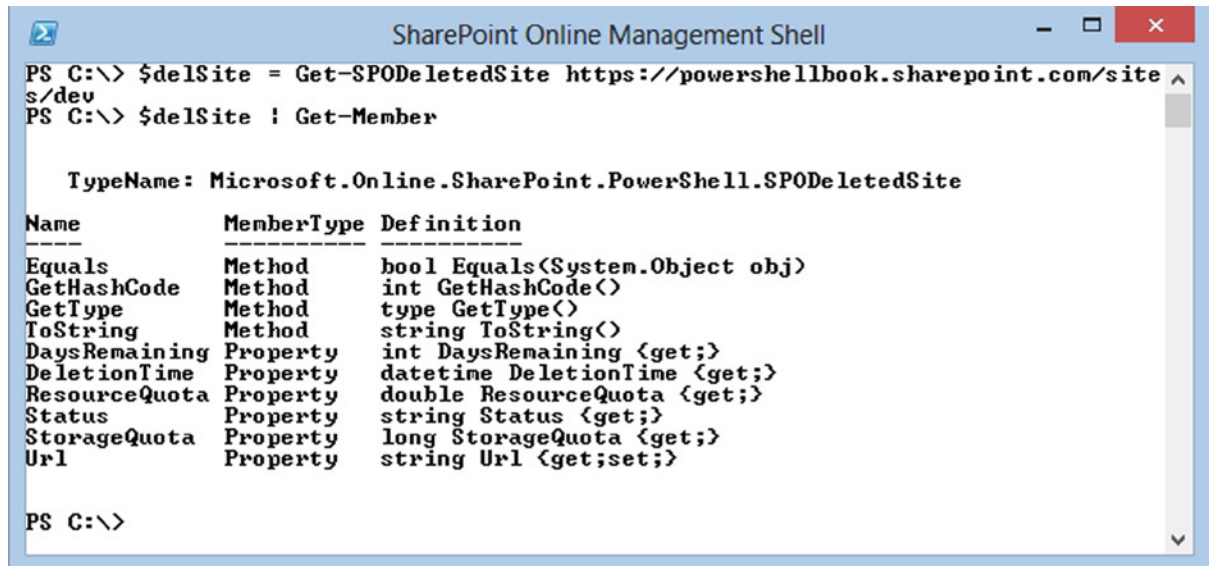 SharePoint Online Management Shell
PS C:\> $delSite = Get-SPODeletedSite https://powershellbook.sharepoint.com/site
s/dev
PS C:\> $delSite | Get-Member
TypeName: Microsoft.Online.SharePoint.PowerShell.SPODeletedSite
Name MemberType Definition
---- ---------- ----------
Equals Method bool Equals(System.Object obj)
GetHashCode Method int GetHashCode()
GetType Method type GetType()
ToString Method string ToString()
DaysRemaining Property int DaysRemaining {get;}
DeletionTime Property datetime DeletionTime {get;}
ResourceQuota Property double ResourceQuota {get;}
Status Property string Status {get;}
StorageQuota Property long StorageQuota {get;}
Url Property string Url {get;set;}
PS C:\>